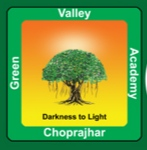 Valley
Green
Academy
Darkness to Light
Choprajhar